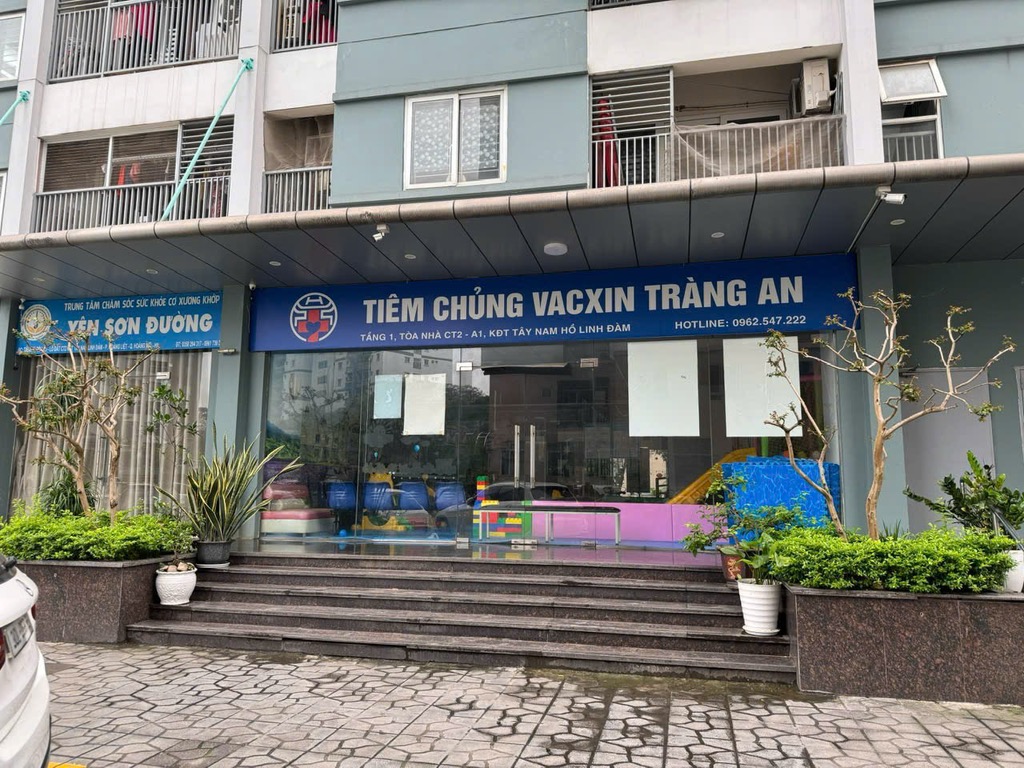 TRUNG TÂM CHĂM SÓC SỨC KHỎE CƠ XƯƠNG KHỚP
YÊN SƠN ĐƯỜNG
TIÊM CHỦNG VACXIN TRÀNG AN
TẦNG 1, TÒA NHÀ CT2 - A1, KĐT TÂY NAM HỒ LINH ĐÀM
HOTLINE: 0962.547.222